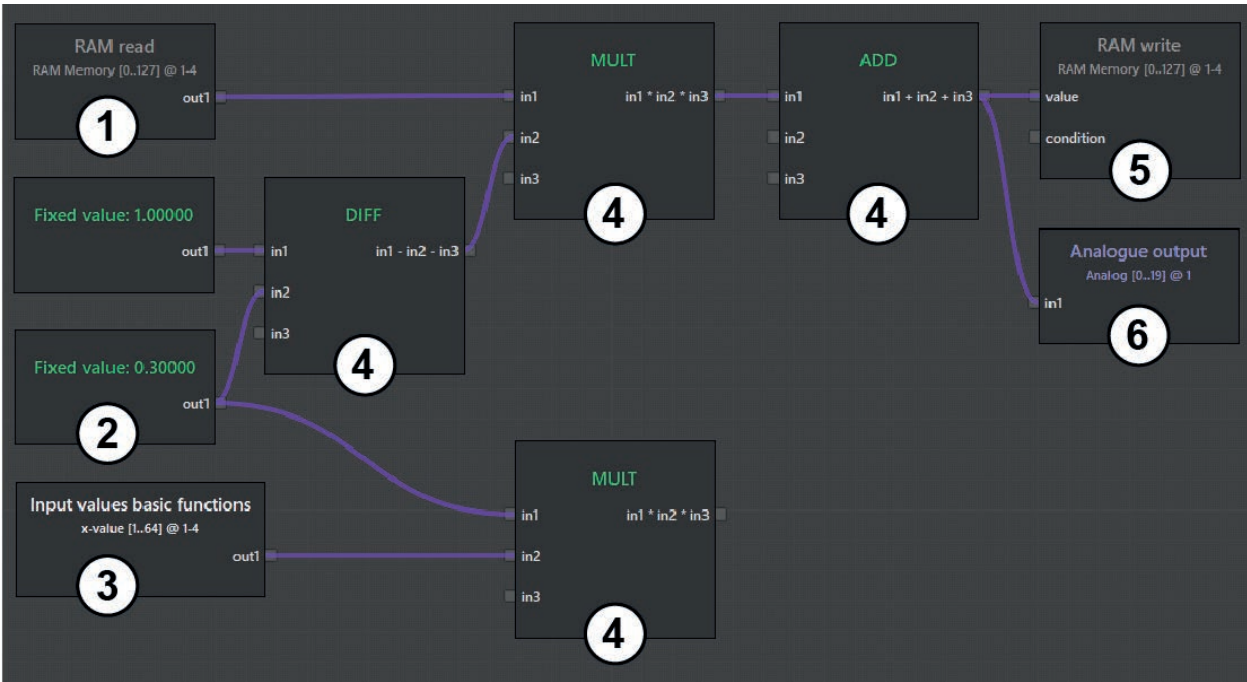 RAM read
RAM Memory [0..127] @ 1-4
out1
1
Fixed value: 1.00000
out1
Fixed value: 0.30000
out1
2
Input values basic functions
x-value [1..64] @ 1-4
out1
3
DIFF
in1 in1 - in2 - in3
in2
in3
4
MULT
in1 in1 * in2 * in3
in2
in3
4
MULT
in1 in1 * in2 * in3
in2
in3
4
ADD
in1 in1 + in2 + in3
in2
in3
4
RAM write
RAM Memory [0..127] @ 1-4
value
condition
5
Analogue output
Analog [0..19] @ 1
in1
6